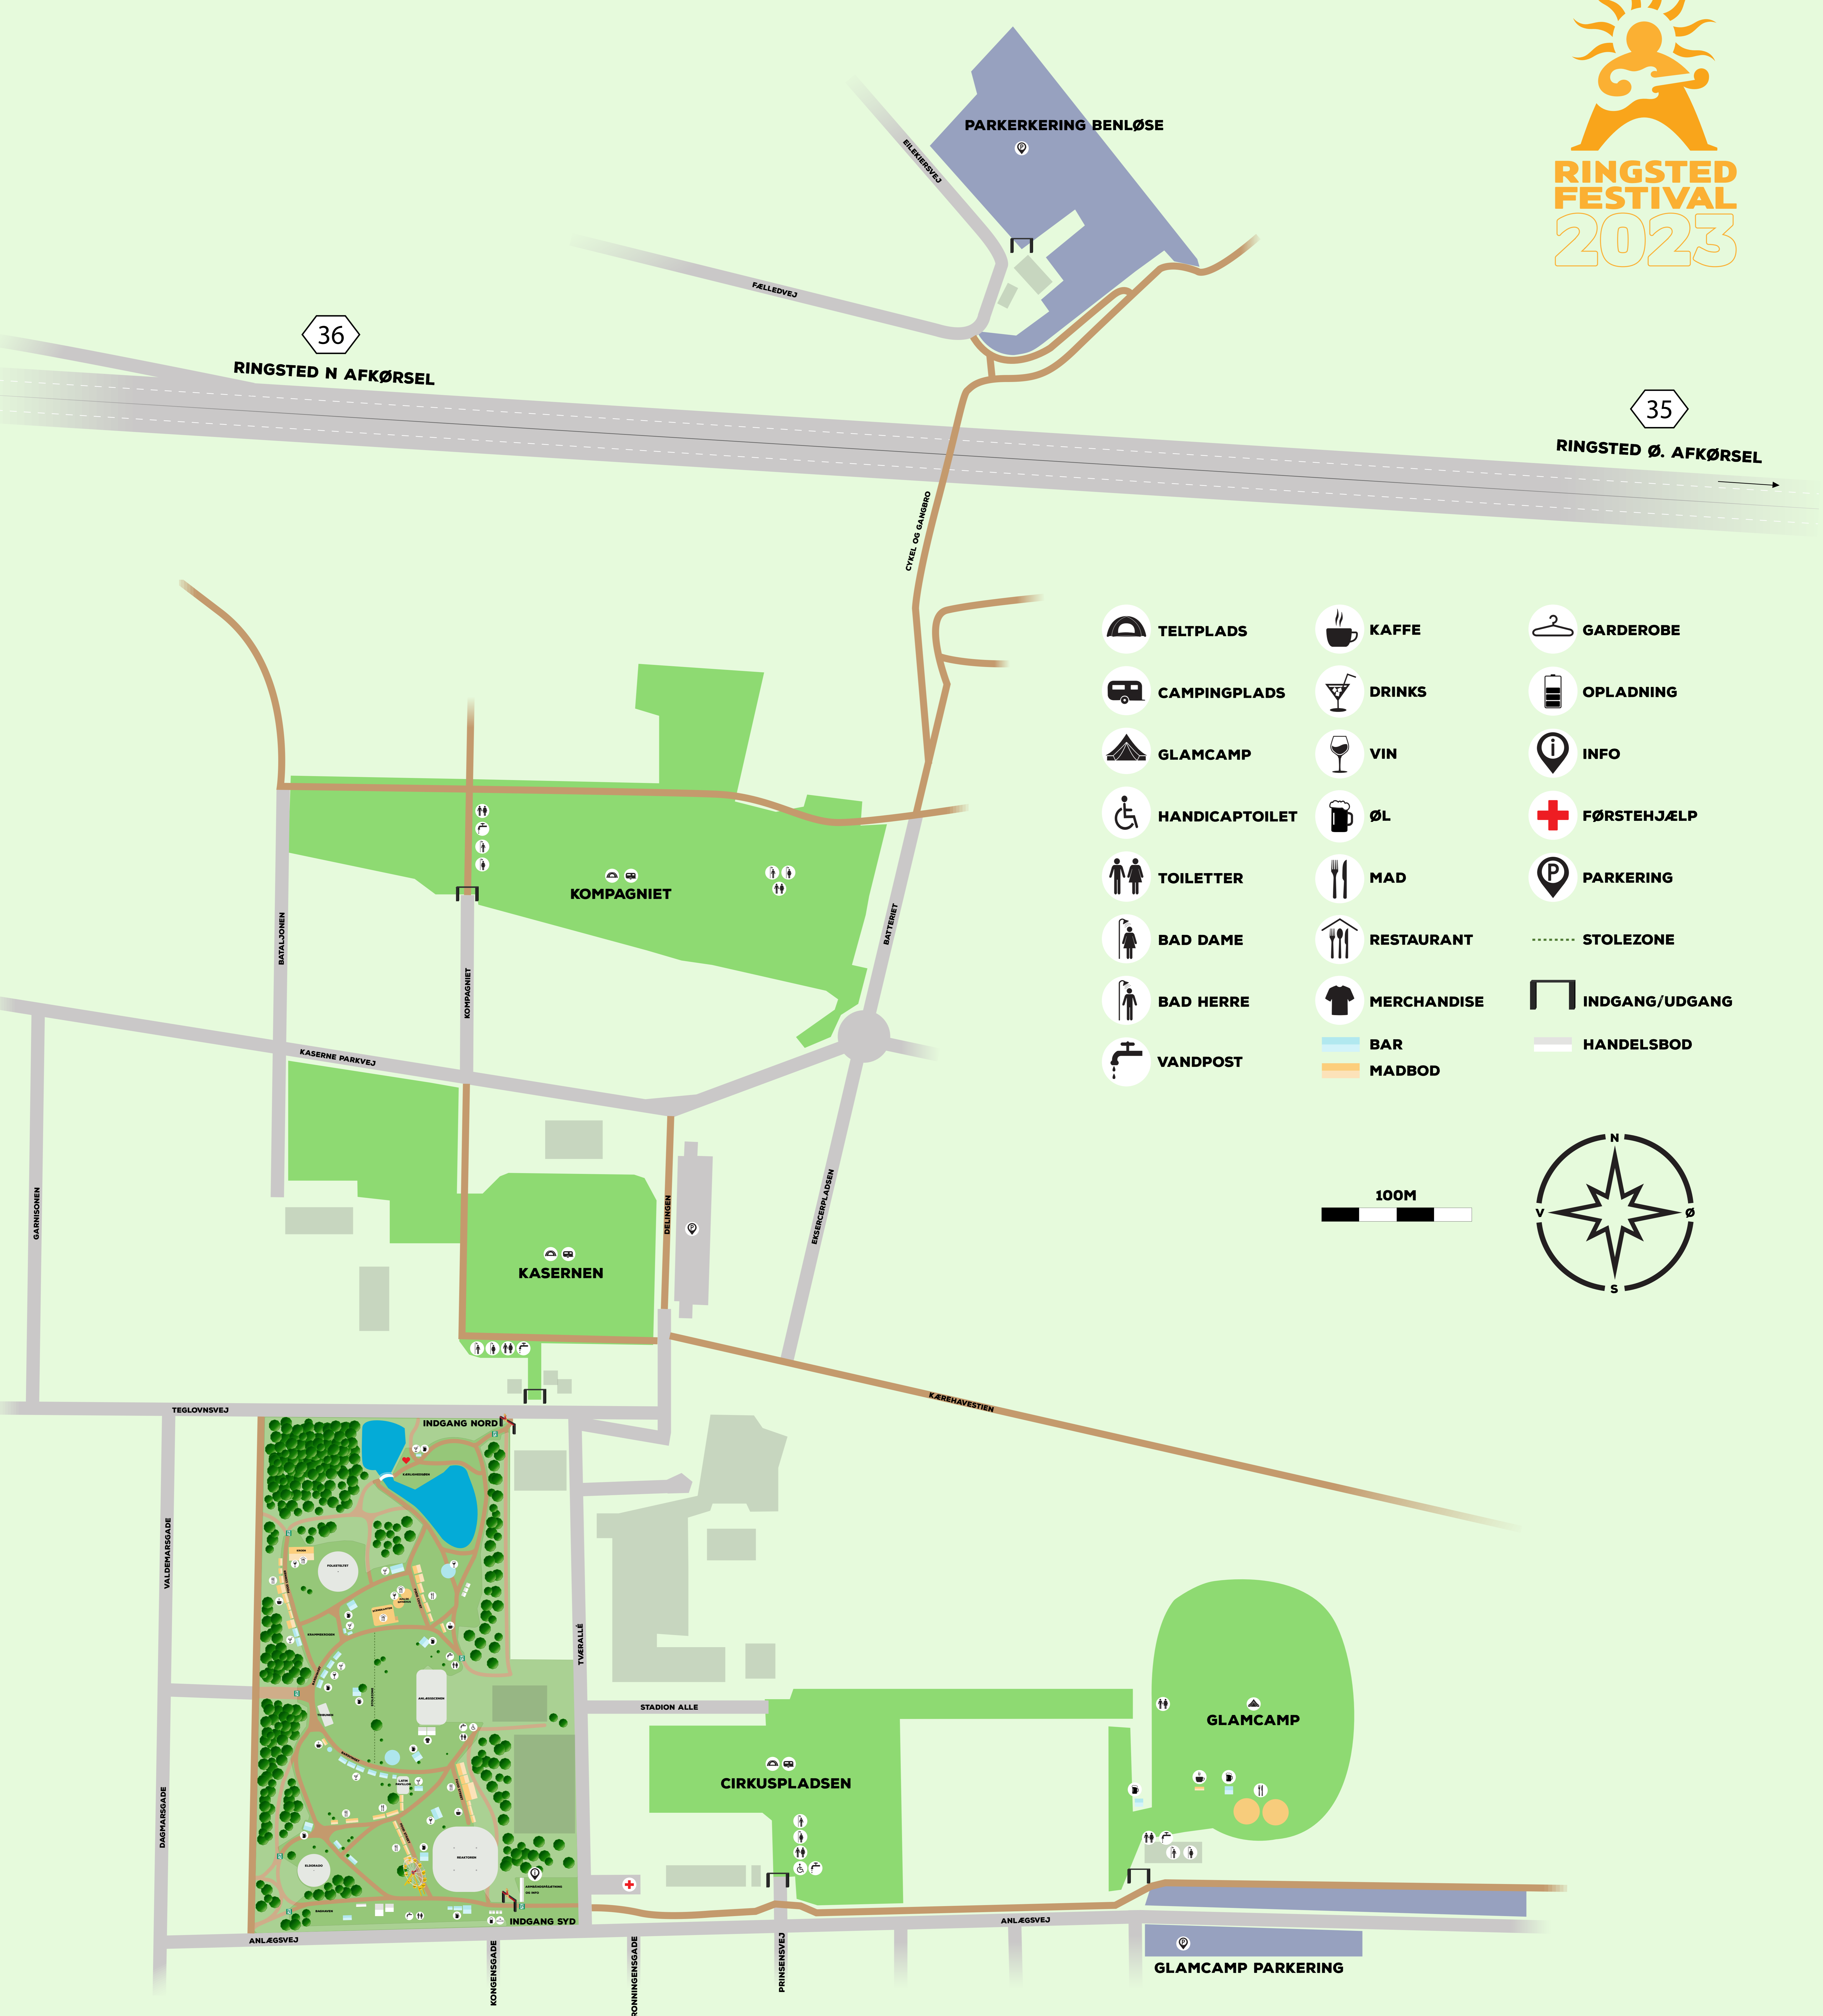 RINGSTED
FESTIVAL
2023
PARKERKERING BENLØSE
EILEKIERSVEJ
FÆLLEDVEJ
36
RINGSTED N AFKØRSEL
35
RINGSTED Ø. AFKØRSEL
CYKEL OG GANGBRO
TELTPLADS
KAFFE
GARDEROBE
CAMPINGPLADS
DRINKS
OPLADNING
GLAMCAMP
VIN
INFO
HANDICAPTOILET
ØL
FØRSTEHJÆLP
TOILETTER
MAD
PARKERING
BAD DAME
RESTAURANT
STOLEZONE
BAD HERRE
MERCHANDISE
INDGANG/UDGANG
VANDPOST
BAR
HANDELSBOD
MADBOD
100M
N
V
Ø
S
KOMPAGNIET
BATALJONEN
KOMPAGNIET
BATTERIET
KASERNE PARKVEJ
GARNISONEN
DELINGEN
EKSERCERPLADSEN
KASERNEN
KÆREHAVESTIEN
TEGLOVNSVEJ
INDGANG NORD
VALDEMARSGADE
TVÆRALLÉ
STADION ALLE
CIRKUSPLADSEN
GLAMCAMP
DAGMARSGADE
INDGANG SYD
ANLÆGSVEJ
ANLÆGSVEJ
KONGENSGADE
RONNINGENSGADE
PRINSENSVEJ
GLAMCAMP PARKERING